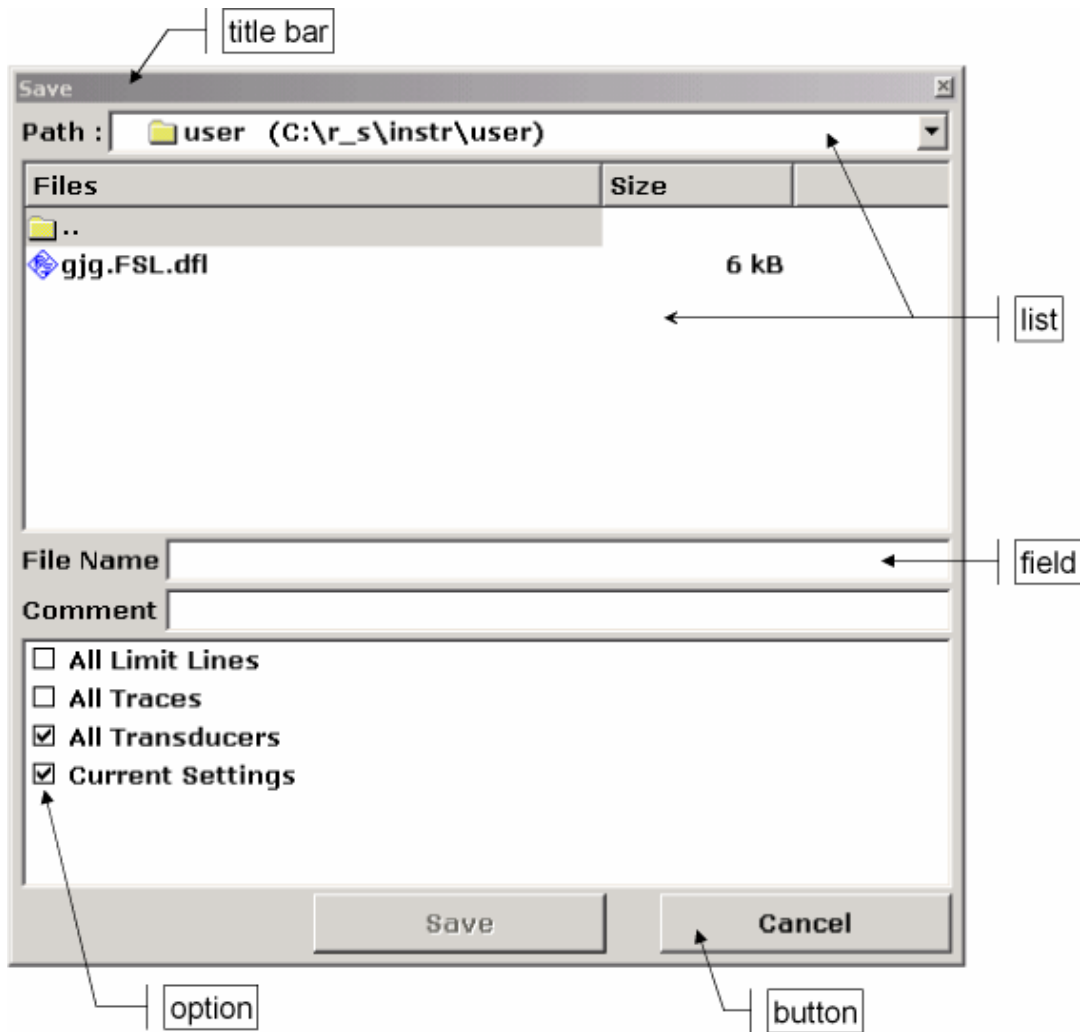 title bar
Save
Path : user (C:\r_s\instr\user)
Files Size
..
gjg.FSL.dfl 6 kB
list
File Name
field
Comment
All Limit Lines
All Traces
All Transducers
Current Settings
Save Cancel
option
button